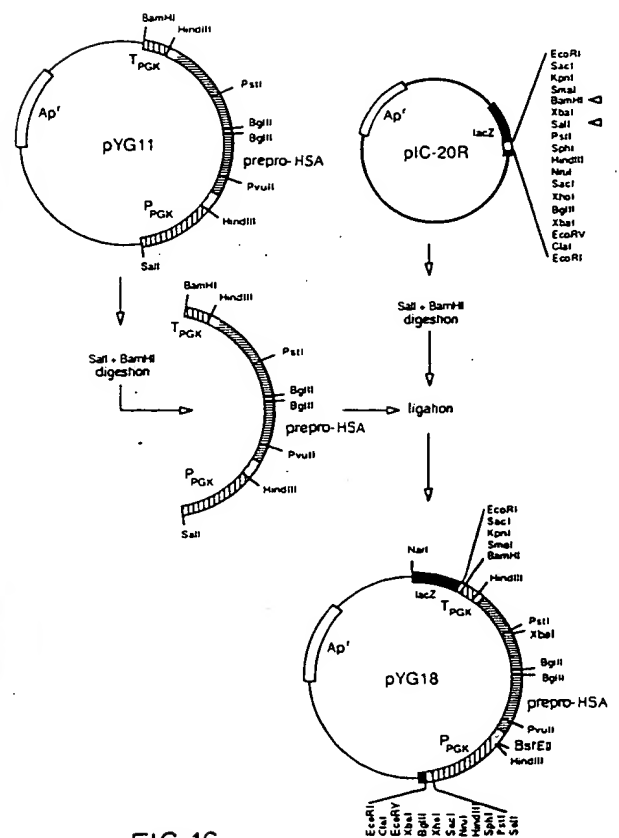 BamHI
HindIII
TPGK
PstI
BglII
BglII
prepro-HSA
PvuII
HindIII
PPGK
SalI
Apr
pYG11
EcoRI
SacI
KpnI
SmaI
BamHI
XbaI
SalI
PstI
SphI
HindIII
NruI
SacI
XhoI
BglII
XbaI
EcoRV
ClaI
EcoRI
Apr
lacZ
pIC-20R
SalI + BamHI
digestion
BamHI
HindIII
TPGK
PstI
BglII
BglII
prepro-HSA
PvuII
HindIII
PPGK
SalI
SalI + BamHI
digestion
ligation
EcoRI
SacI
KpnI
SmaI
BamHI
NarI
HindIII
lacZ
TPGK
PstI
XbaI
BglII
BglII
prepro-HSA
PvuII
BstEII
HindIII
PPGK
Apr
pYG18
EcoRI
ClaI
EcoRV
XbaI
BglII
XhoI
SacI
NruI
HindIII
SphI
PstI
SalI
FIG. 16